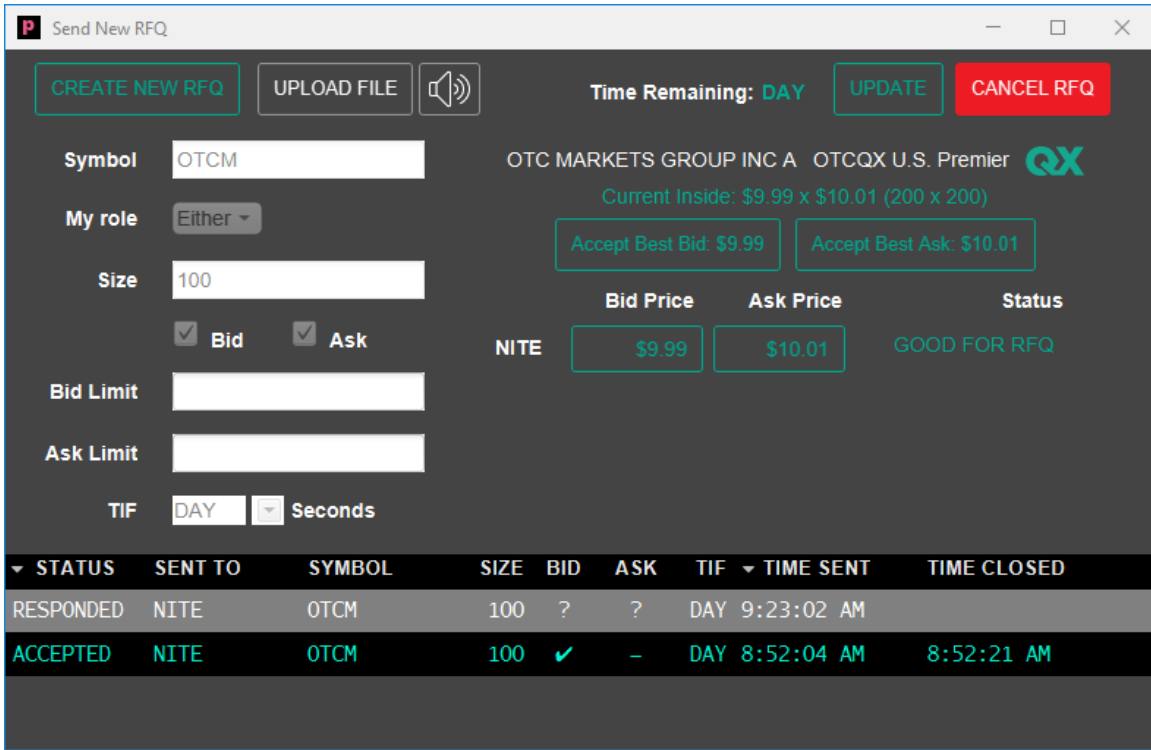 p Send New RFQ
CREATE NEW RFQ UPLOAD FILE Time Remaining: DAY UPDATE CANCEL RFQ
Symbol OTCM OTC MARKETS GROUP INC A OTCQX U.S. Premier QX
Current Inside: $9.99 x $10.01 (200 x 200)
My role Either
Accept Best Bid: $9.99 Accept Best Ask: $10.01
Size 100
Bid Price Ask Price Status
Bid Ask
NITE $9.99 $10.01 GOOD FOR RFQ
Bid Limit
Ask Limit
TIF DAY Seconds
STATUS SENT TO SYMBOL SIZE BID ASK TIF TIME SENT TIME CLOSED
RESPONDED NITE OTCM 100 ? ? DAY 9:23:02 AM
ACCEPTED NITE OTCM 100 ✔ – DAY 8:52:04 AM 8:52:21 AM